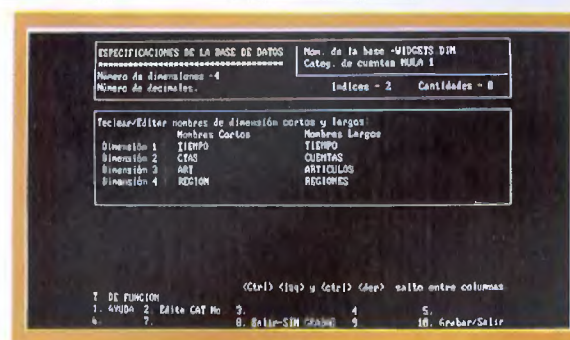 ESPECIFICACIONES DE LA BASE DE DATOS
Nom. de la base -WIDGETS DIM
Categ. de cuentas MULA 1
Número de dimensiones -4
Número de decimales.
Indices - 2 Cantidades - 0
Teclear/Editar nombres de dimensión cortos y largos:
Nombres Cortos Nombres Largos
Dimensión 1 TIEMPO TIEMPO
Dimensión 2 CTAS CUENTAS
Dimensión 3 ART ARTICULOS
Dimensión 4 REGION REGIONES
<Ctrl> <izq> y <ctrl> <der> salto entre columnas
T DE FUNCION
1. AYUDA 2. Edite CAT No 3. 4 5.
6. 7. 8. Salir-SIN GRABAR 9 10. Grabar/Salir